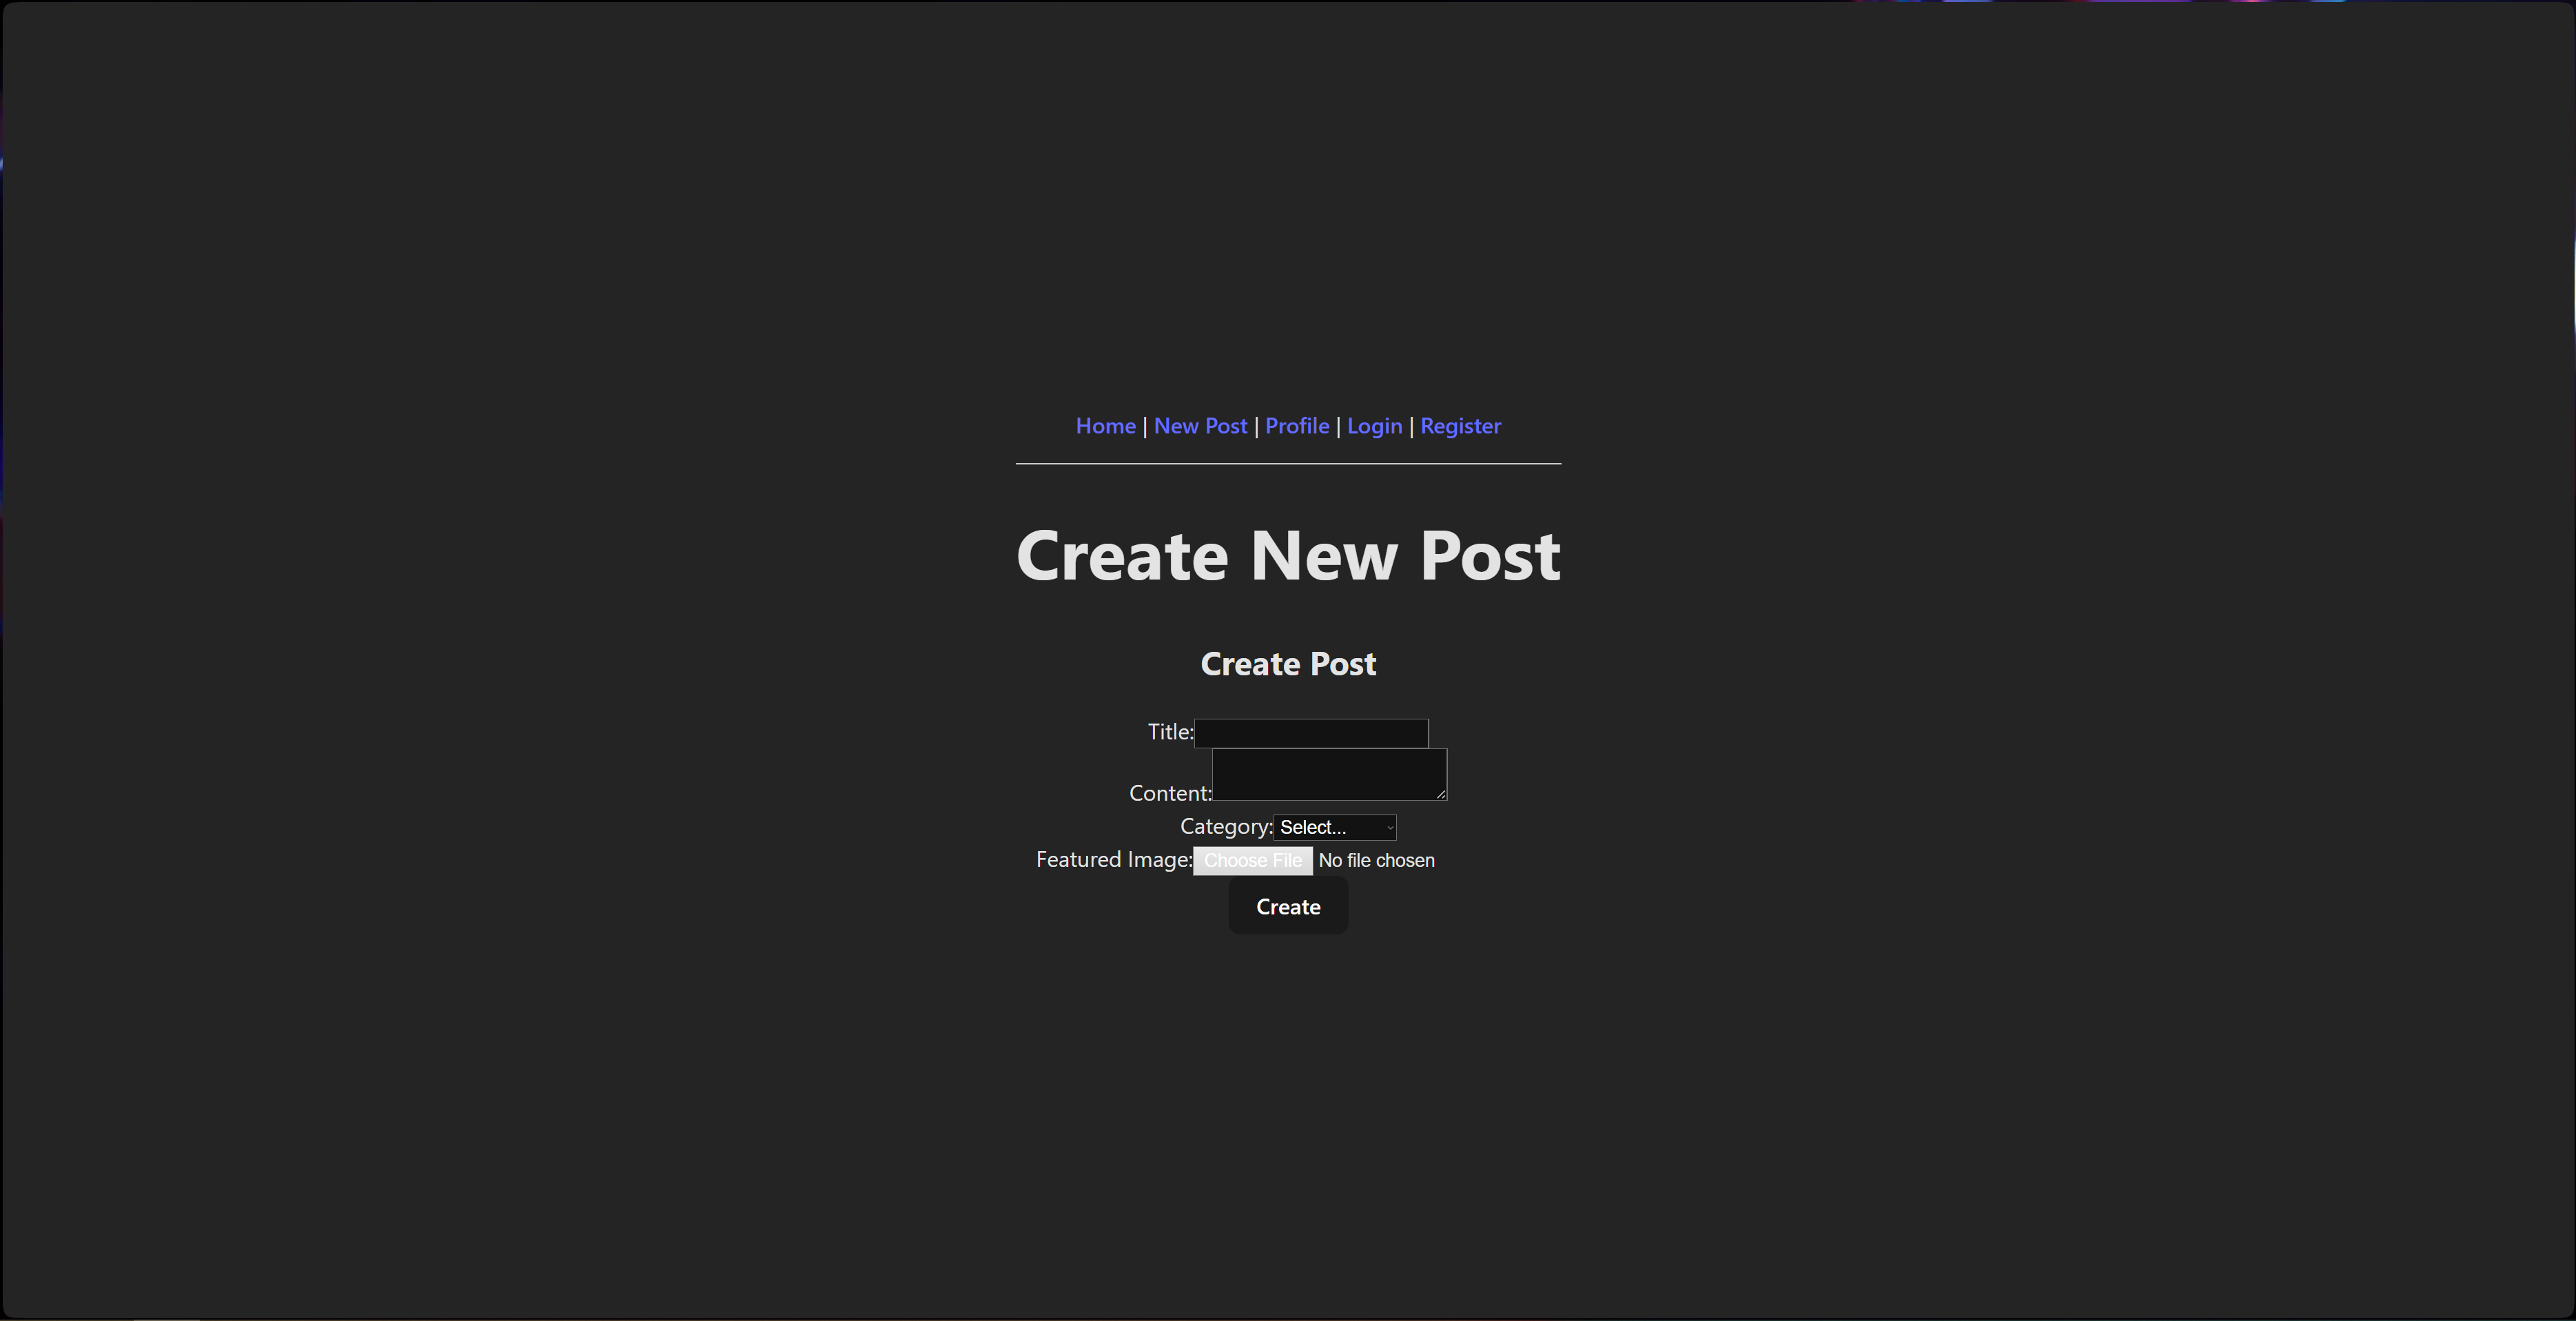 Home | New Post | Profile | Login | Register
Create New Post
Create Post
Title:
Content:
Category: Select...
Featured Image: Choose File No file chosen
Create